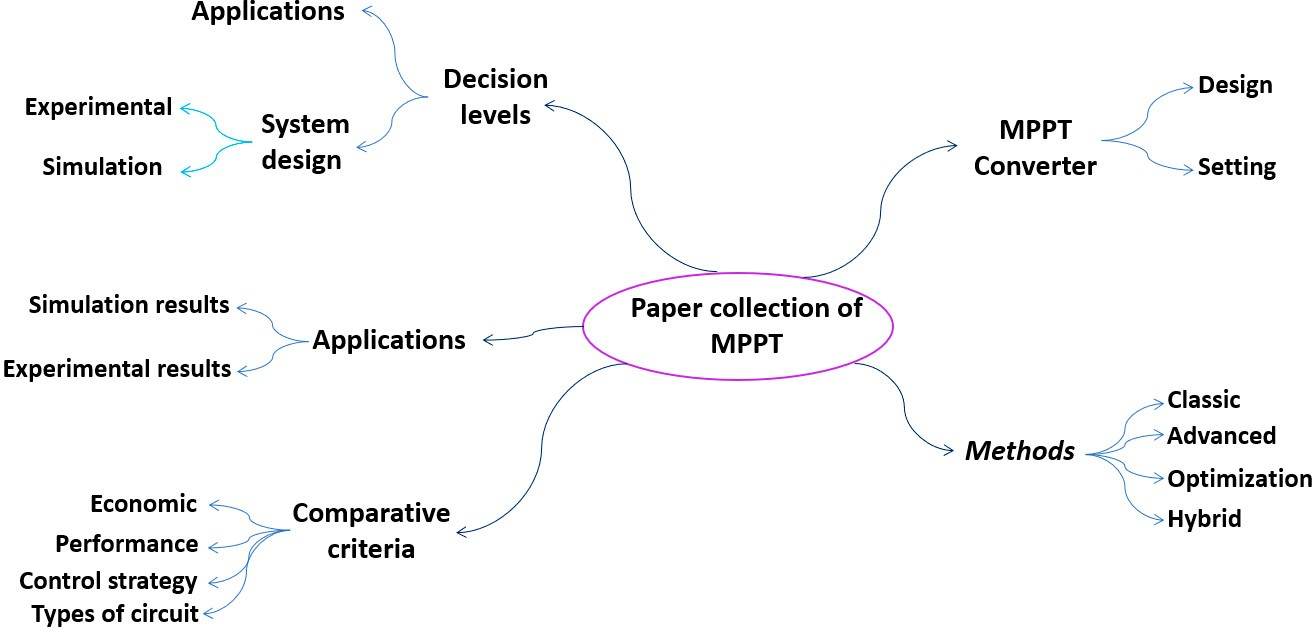 Applications
Decision
levels
Experimental
System
design
Simulation
MPPT
Converter
Design
Setting
Simulation results
Applications
Experimental results
Paper collection of
MPPT
Methods
Classic
Advanced
Optimization
Hybrid
Economic
Performance
Control strategy
Types of circuit
Comparative
criteria